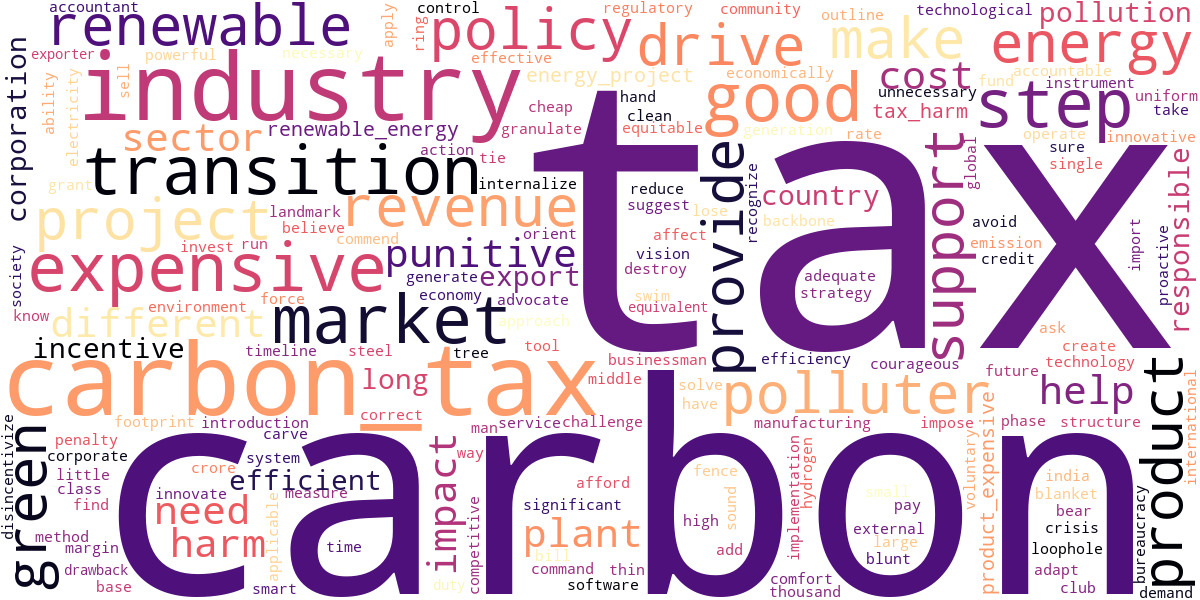 accountant
renewable
control
policy
apply
ring
regulatory
community
outline
technological
pollution
exporter
powerful
necessary
effective
drive
make
energy
industry
corporation
ability
electricity
sell
energy_project
economically
cost
accountable
fund
instrument
unnecessary
uniform
step
take
cheap
hand
clean
good
tax_harm
sector
renewable_energy
granulate
equitable
generation
rate
operate
innovative
transition
action
tie
tax
provide
support
global
sure
single
responsible
grant
internalize
reduce
suggest
recognize
country
project
landmark
believe
revenue
lose
backbone
avoid
emission
credit
import
proactive
invest
run
commend
orient
affect
vision
destroy
expensive
punitive
export
adequate
strategy
society
know
environment
force
generate
economy
advocate
swim
equivalent
different
market
approach
incentive
timeline
steel
tree
tool
businessman
efficiency
courageous
future
ask
create
technology
carbon tax
long
middle
solve
have
polluter
help
product
international
correct
footprint
introduction
carve
man
service
challenge
manufacturing
impose
phase
structure
disincentivize
green
penalty
corporate
little
class
find
crore
system
efficient
measure
impact
way
carbon
afford
fence
sound
implementation
hydrogen
voluntary
product_expensive
india
blanket
bear
crisis
loophole
bureaucracy
innovate
need
harm
applicable
time
competitive
significant
plant
high
add
small
pay
external
large
blunt
method
margin
drawback
base
smart
duty
bill
command
thin
software
comfort
thousand
adapt
club
demand